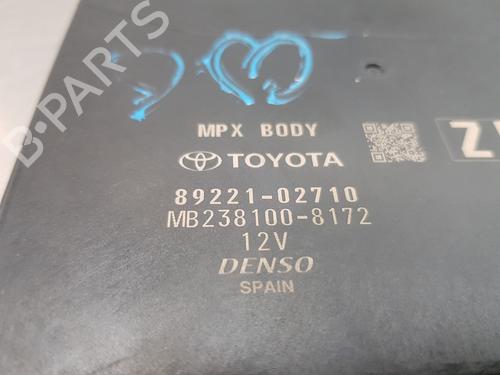 MPX BODY
TOYOTA
89221-02710
MB238100-8172
12V
DENSO
SPAIN
B-PARTS